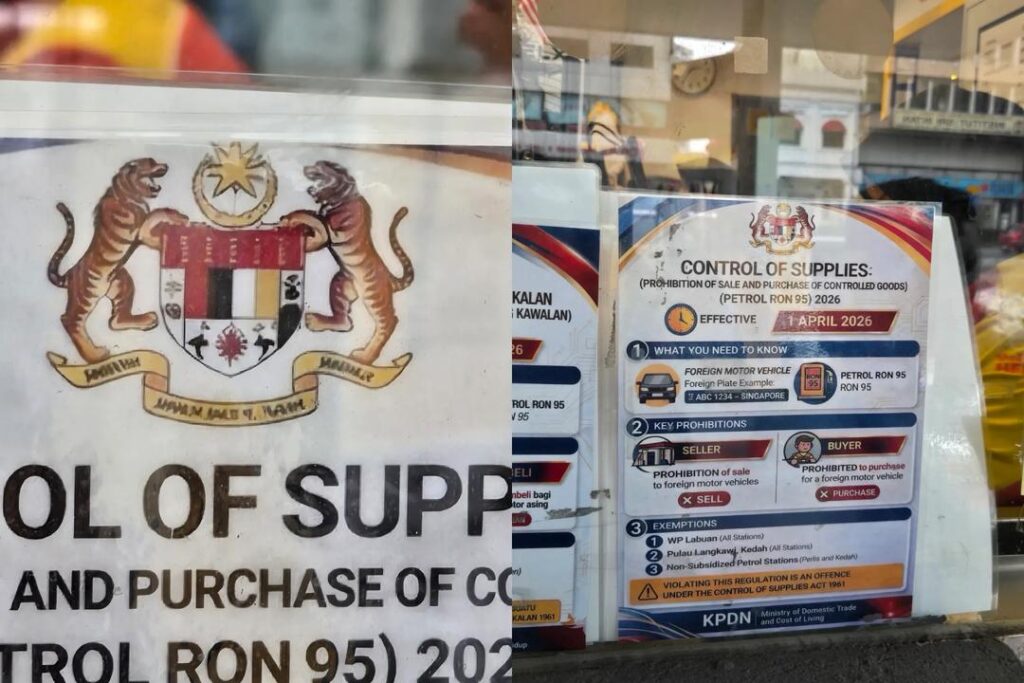 OL OF SUPP
AND PURCHASE OF CO
TROL RON 95) 202
KALAN
KAWALAN)
26
ROL RON 95
N 95
ELI
mbeli bagi
tor asing
KALAN 1961
CONTROL OF SUPPLIES:
(PROHIBITION OF SALE AND PURCHASE OF CONTROLLED GOODS)
(PETROL RON 95) 2026
EFFECTIVE 1 APRIL 2026
1 WHAT YOU NEED TO KNOW
FOREIGN MOTOR VEHICLE
Foreign Plate Example:
ABC 1234 – SINGAPORE
RON 95
PETROL RON 95
RON 95
2 KEY PROHIBITIONS
SELLER
PROHIBITION of sale
to foreign motor vehicles
X SELL
BUYER
PROHIBITED to purchase
for a foreign motor vehicle
X PURCHASE
3 EXEMPTIONS
1 WP Labuan (All Stations)
2 Pulau Langkawi, Kedah (All Stations)
3 Non-Subsidized Petrol Stations (Perlis and Kedah)
VIOLATING THIS REGULATION IS AN OFFENCE
UNDER THE CONTROL OF SUPPLIES ACT 1961
KPDN Ministry of Domestic Trade
and Cost of Living